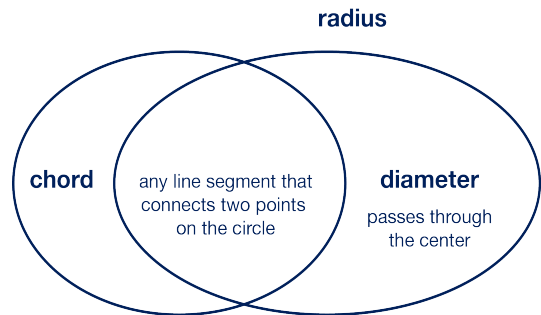 radius
chord
any line segment that
connects two points
on the circle
diameter
passes through
the center